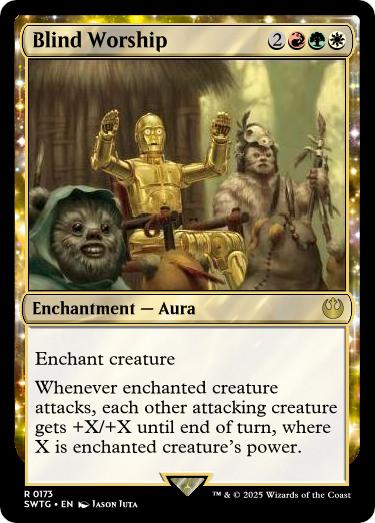 Blind Worship 2
Enchantment — Aura
Enchant creature
Whenever enchanted creature
attacks, each other attacking creature
gets +X/+X until end of turn, where
X is enchanted creature's power.
R 0173
SWTG • EN Jason Juta
™ & © 2025 Wizards of the Coast